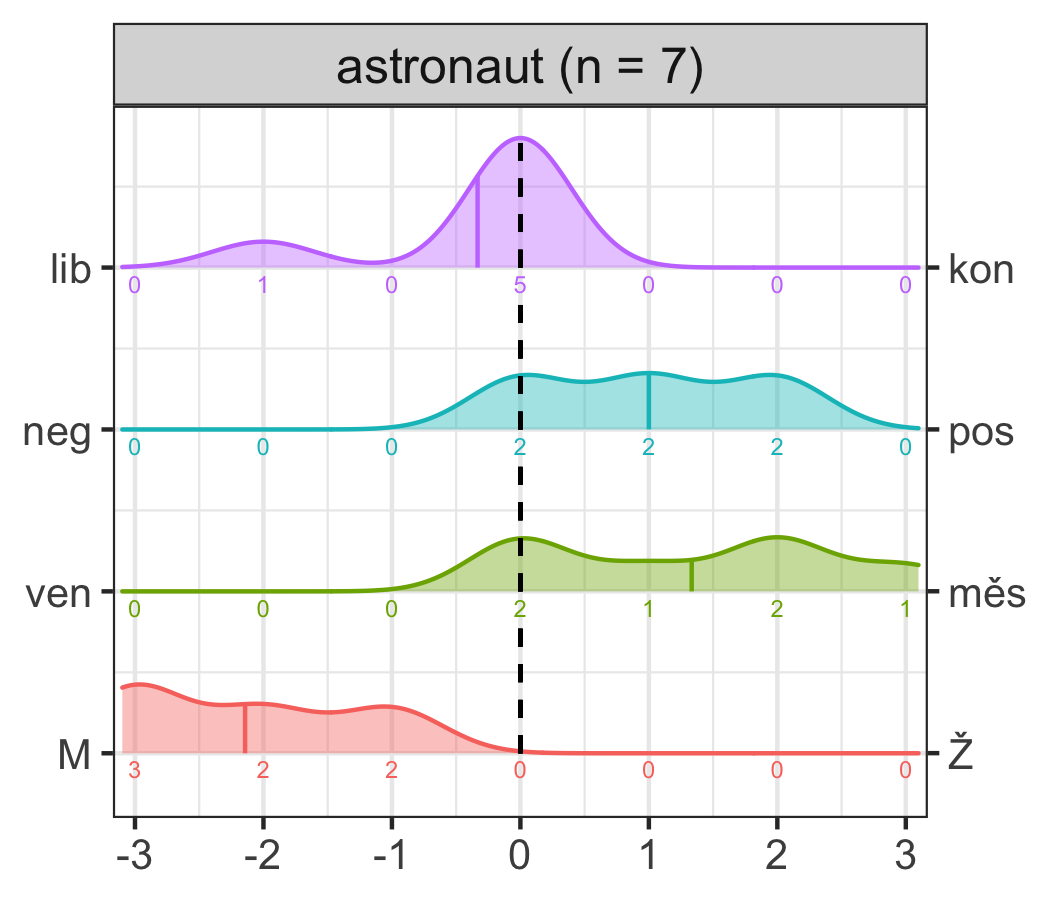 astronaut (n = 7)
lib kon
0 1 0 5 0 0 0
neg pos
0 0 0 2 2 2 0
ven měs
0 0 0 2 1 2 1
M Ž
3 2 2 0 0 0 0
-3 -2 -1 0 1 2 3